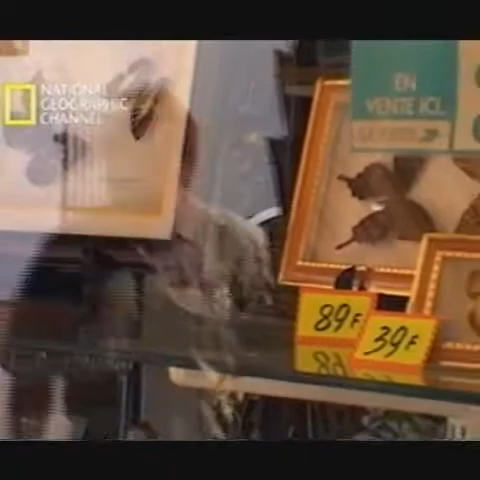 NATIONAL
GEOGRAPHIC
CHANNEL
EN
VENTE ICI
89F
39F